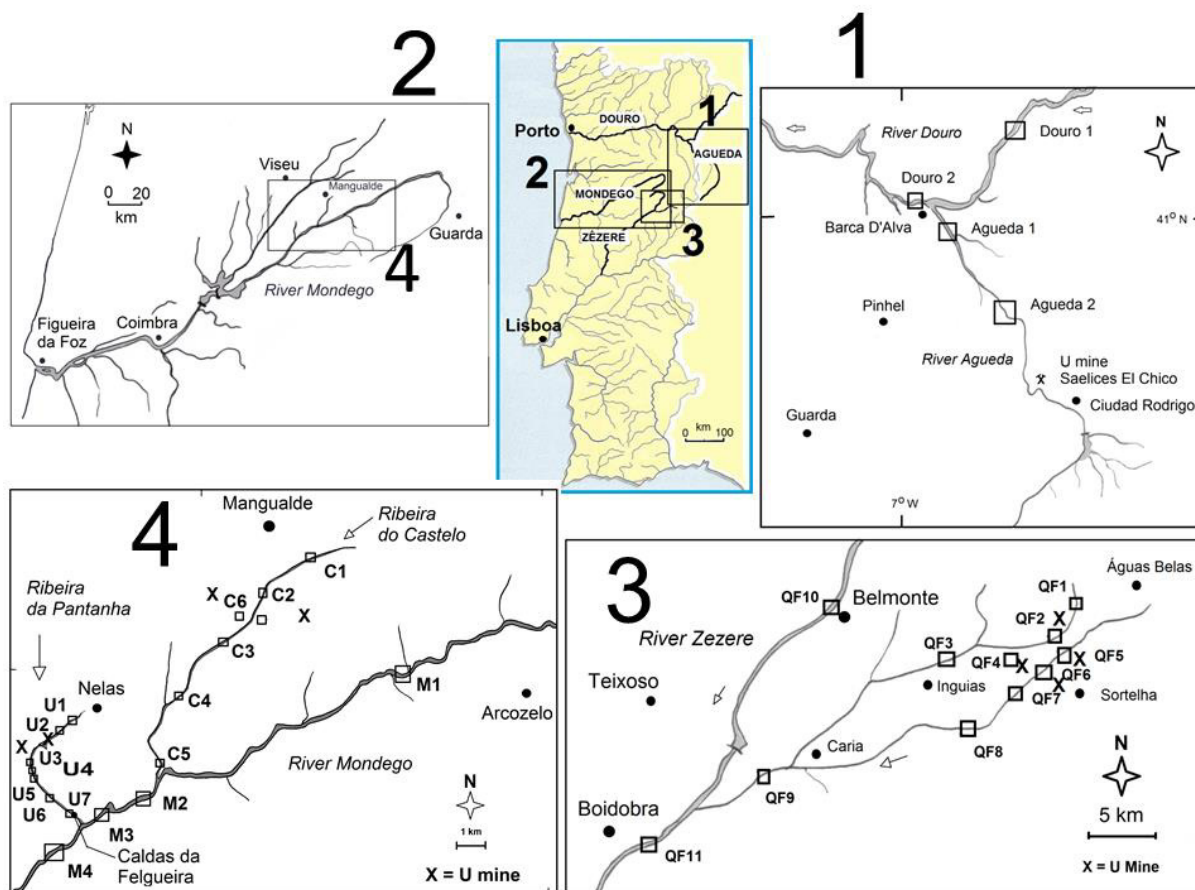 2
N
0 20
km
Viseu
Mangualde
Guarda
4
River Mondego
Coimbra
Figueira
da Foz
DOURO
1
Porto
AGUEDA
2
MONDEGO
ZÊZERE
3
Lisboa
km
0 100
1
River Douro
Douro 1
N
Douro 2
41° N
Barca D'Alva
Agueda 1
Pinhel
Agueda 2
River Agueda
U mine
Saelices El Chico
Ciudad Rodrigo
Guarda
7° W
4
Mangualde
Ribeira
do Castelo
Ribeira
da Pantanha
C1
X
C6
C2
X
C3
M1
Nelas
U1
C4
Arcozelo
U2
X
X
U3
U4
C5
River Mondego
U5
U7
U6
M2
M3
N
1 km
M4
Caldas da
Felgueira
X = U mine
3
Águas Belas
QF1
QF10
Belmonte
QF2
X
River Zezere
QF3
QF4
X
X
QF5
QF6
X
Teixoso
Inguias
QF7
Sortelha
QF8
Caria
N
Boidobra
QF9
5 km
QF11
X = U Mine